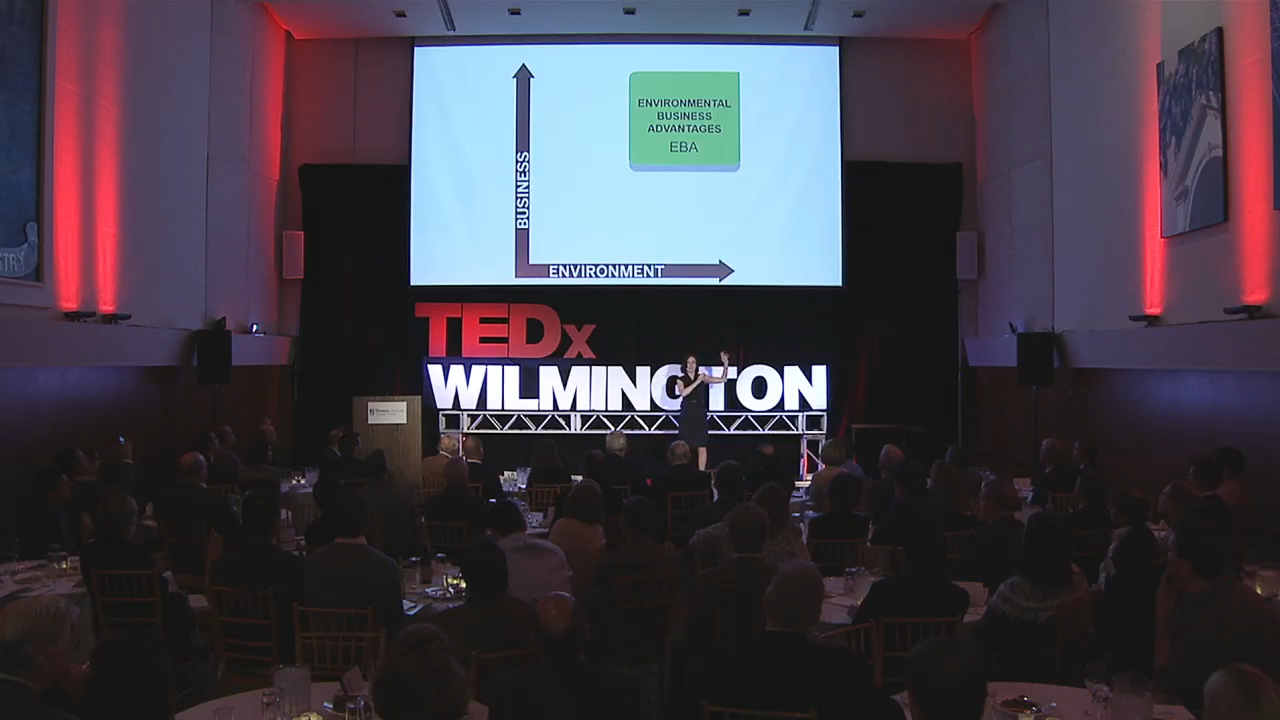 ENVIRONMENTAL
BUSINESS
ADVANTAGES
EBA
BUSINESS
ENVIRONMENT
TEDx
WILMINGTON